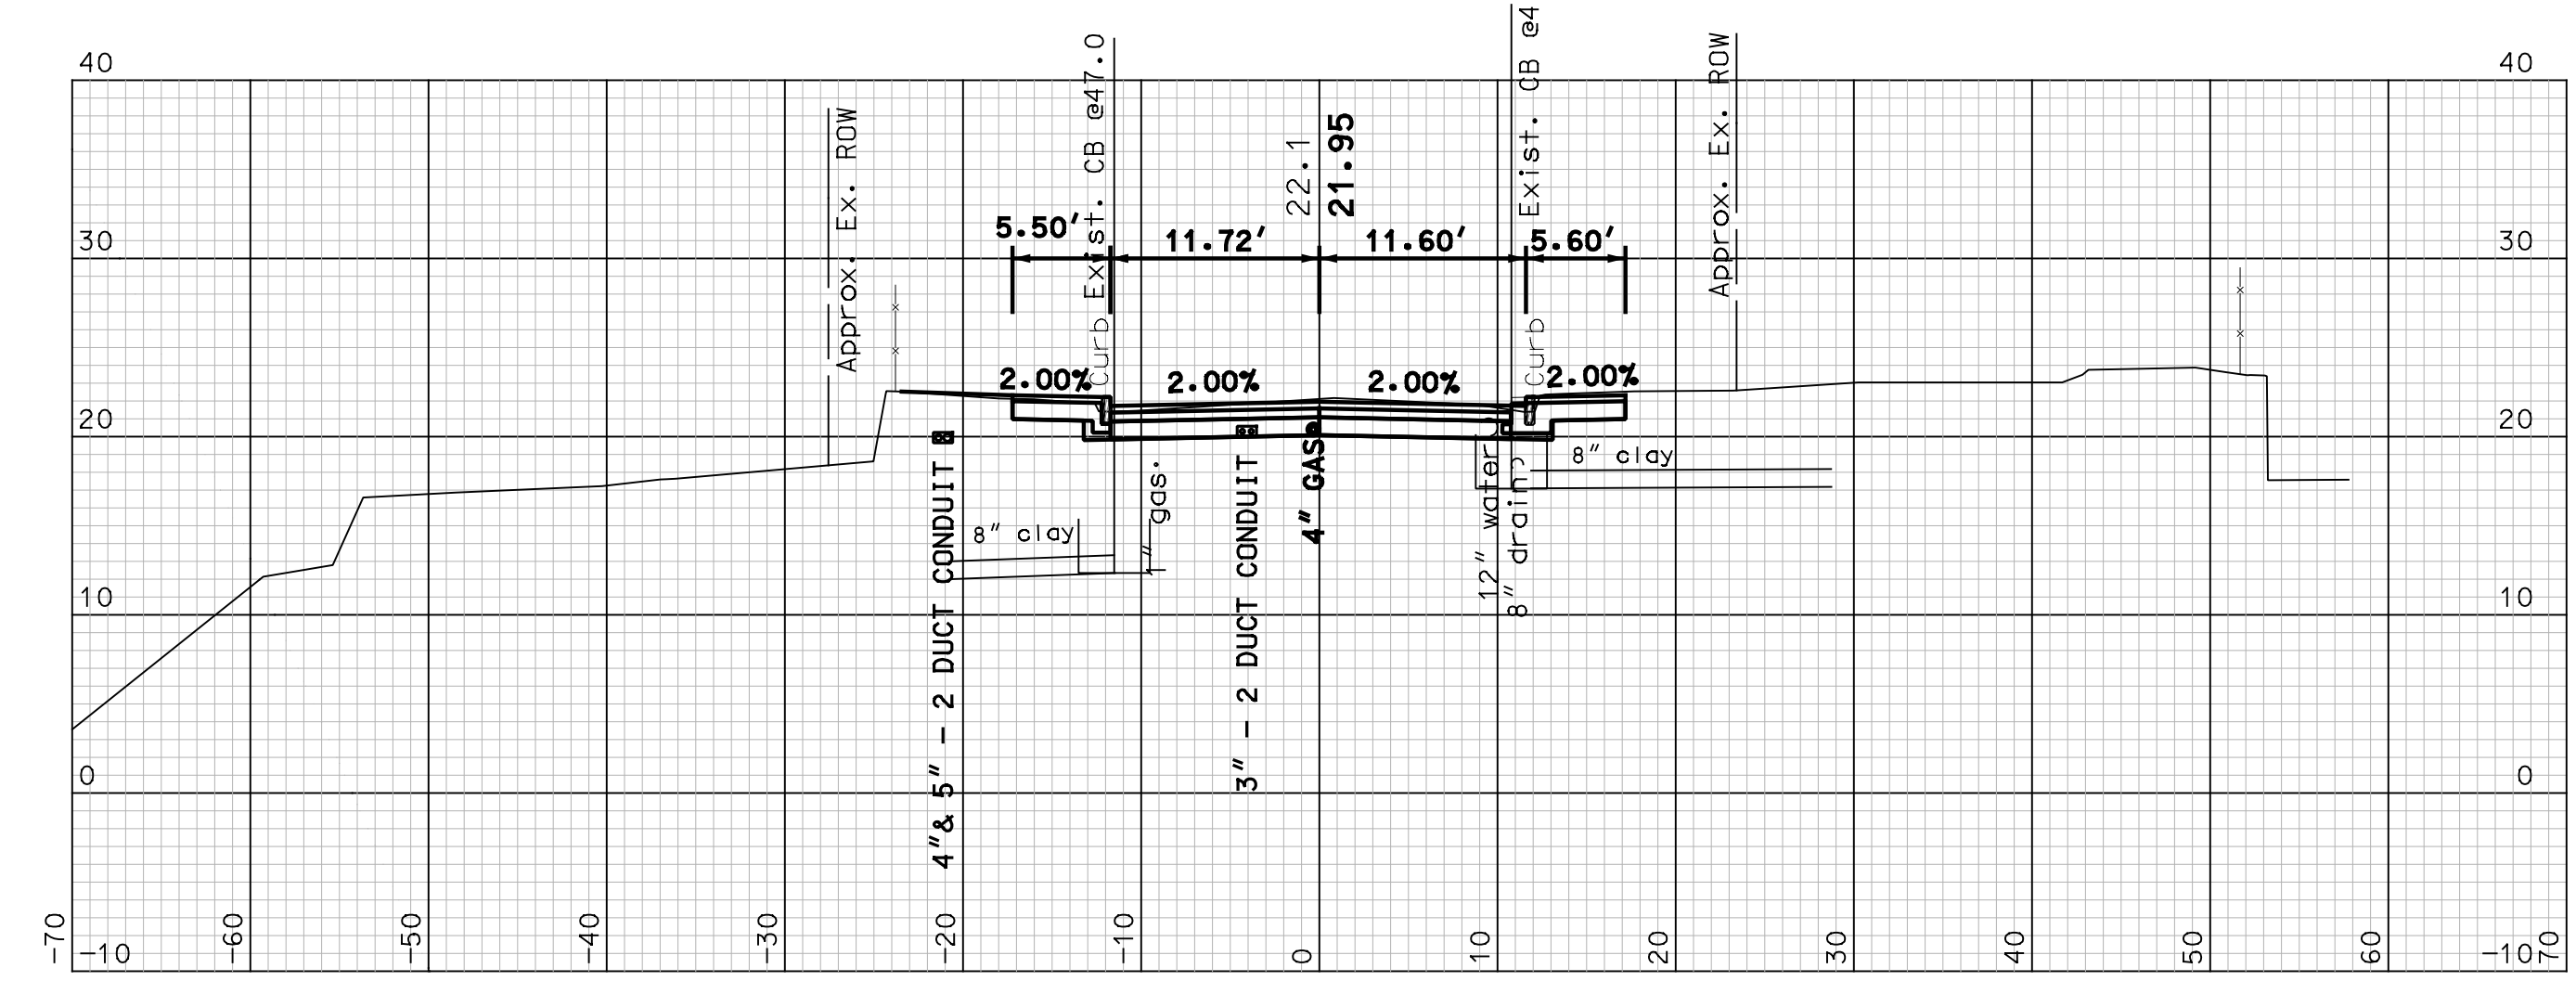 40
40
Exist. CB @47.0
Exist. CB @4
Approx. Ex. ROW
Approx. Ex. ROW
22.1
21.95
30
5.50'
11.72'
11.60'
5.60'
30
Curb
Curb
2.00%
2.00%
2.00%
2.00%
20
20
4"& 5" - 2 DUCT CONDUIT
8" clay
1" gas.
3" - 2 DUCT CONDUIT
4" GAS
12" water
8" drain?
8" clay
10
10
0
0
-10
-10
-70
-60
-50
-40
-30
-20
-10
0
10
20
30
40
50
60
70